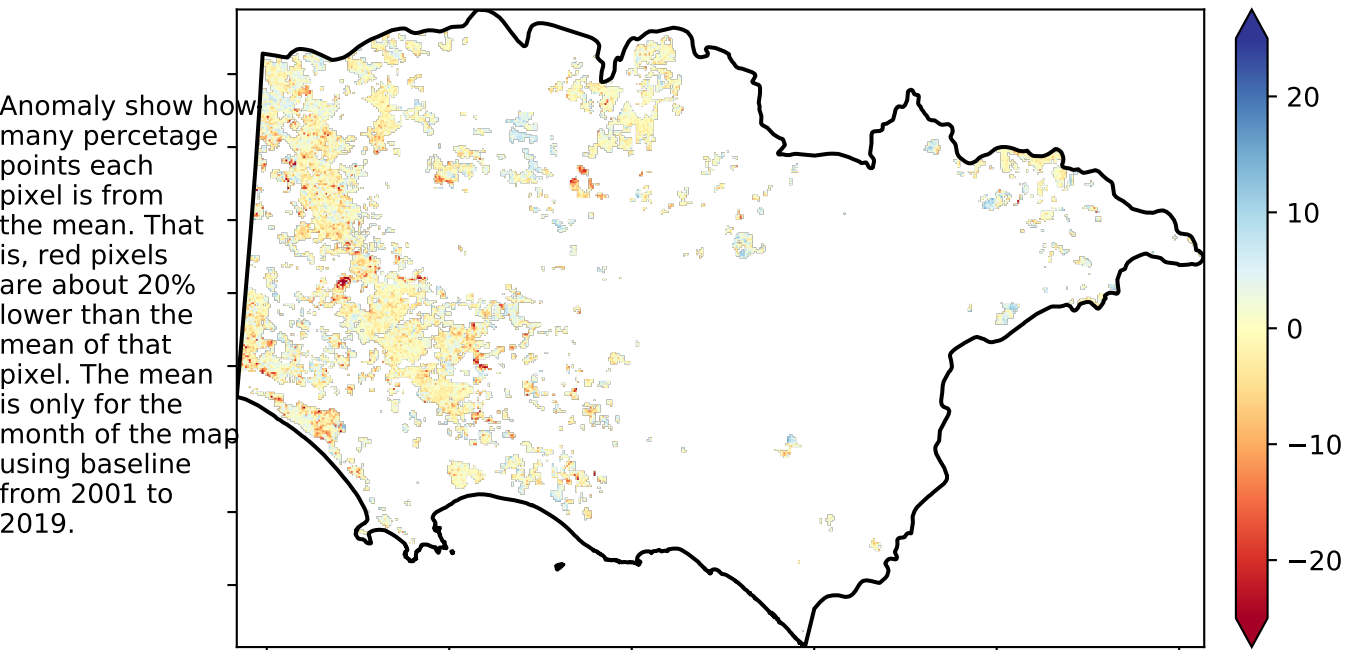 Anomaly show how
many percetage
points each
pixel is from
the mean. That
is, red pixels
are about 20%
lower than the
mean of that
pixel. The mean
is only for the
month of the map
using baseline
from 2001 to
2019.
20
10
0
−10
−20